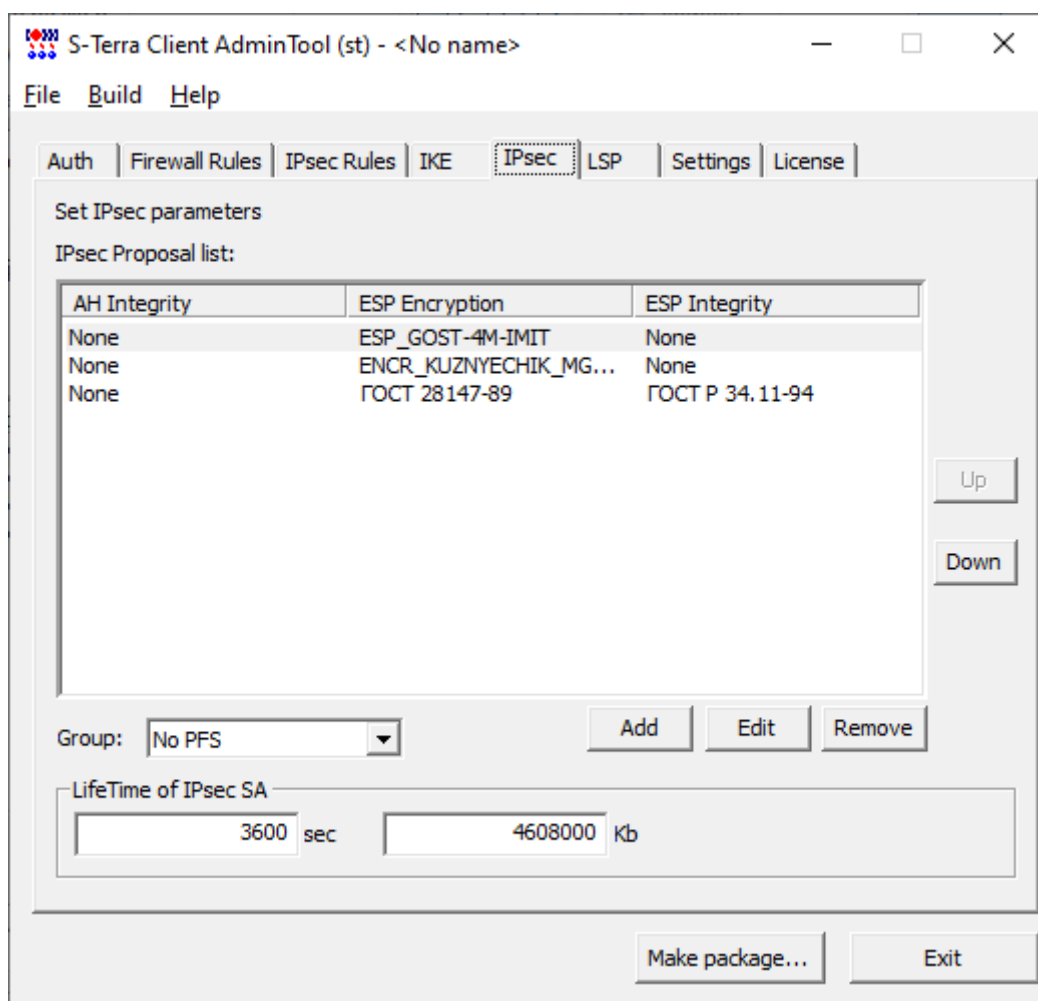 S-Terra Client AdminTool (st) - <No name>
File Build Help
Auth Firewall Rules IPsec Rules IKE IPsec LSP Settings License
Set IPsec parameters
IPsec Proposal list:
AH Integrity ESP Encryption ESP Integrity
None ESP_GOST-4M-IMIT None
None ENCR_KUZNYECHIK_MG... None
None ГОСТ 28147-89 ГОСТ Р 34.11-94
Up
Down
Group: No PFS Add Edit Remove
LifeTime of IPsec SA
3600 sec 4608000 Kb
Make package... Exit